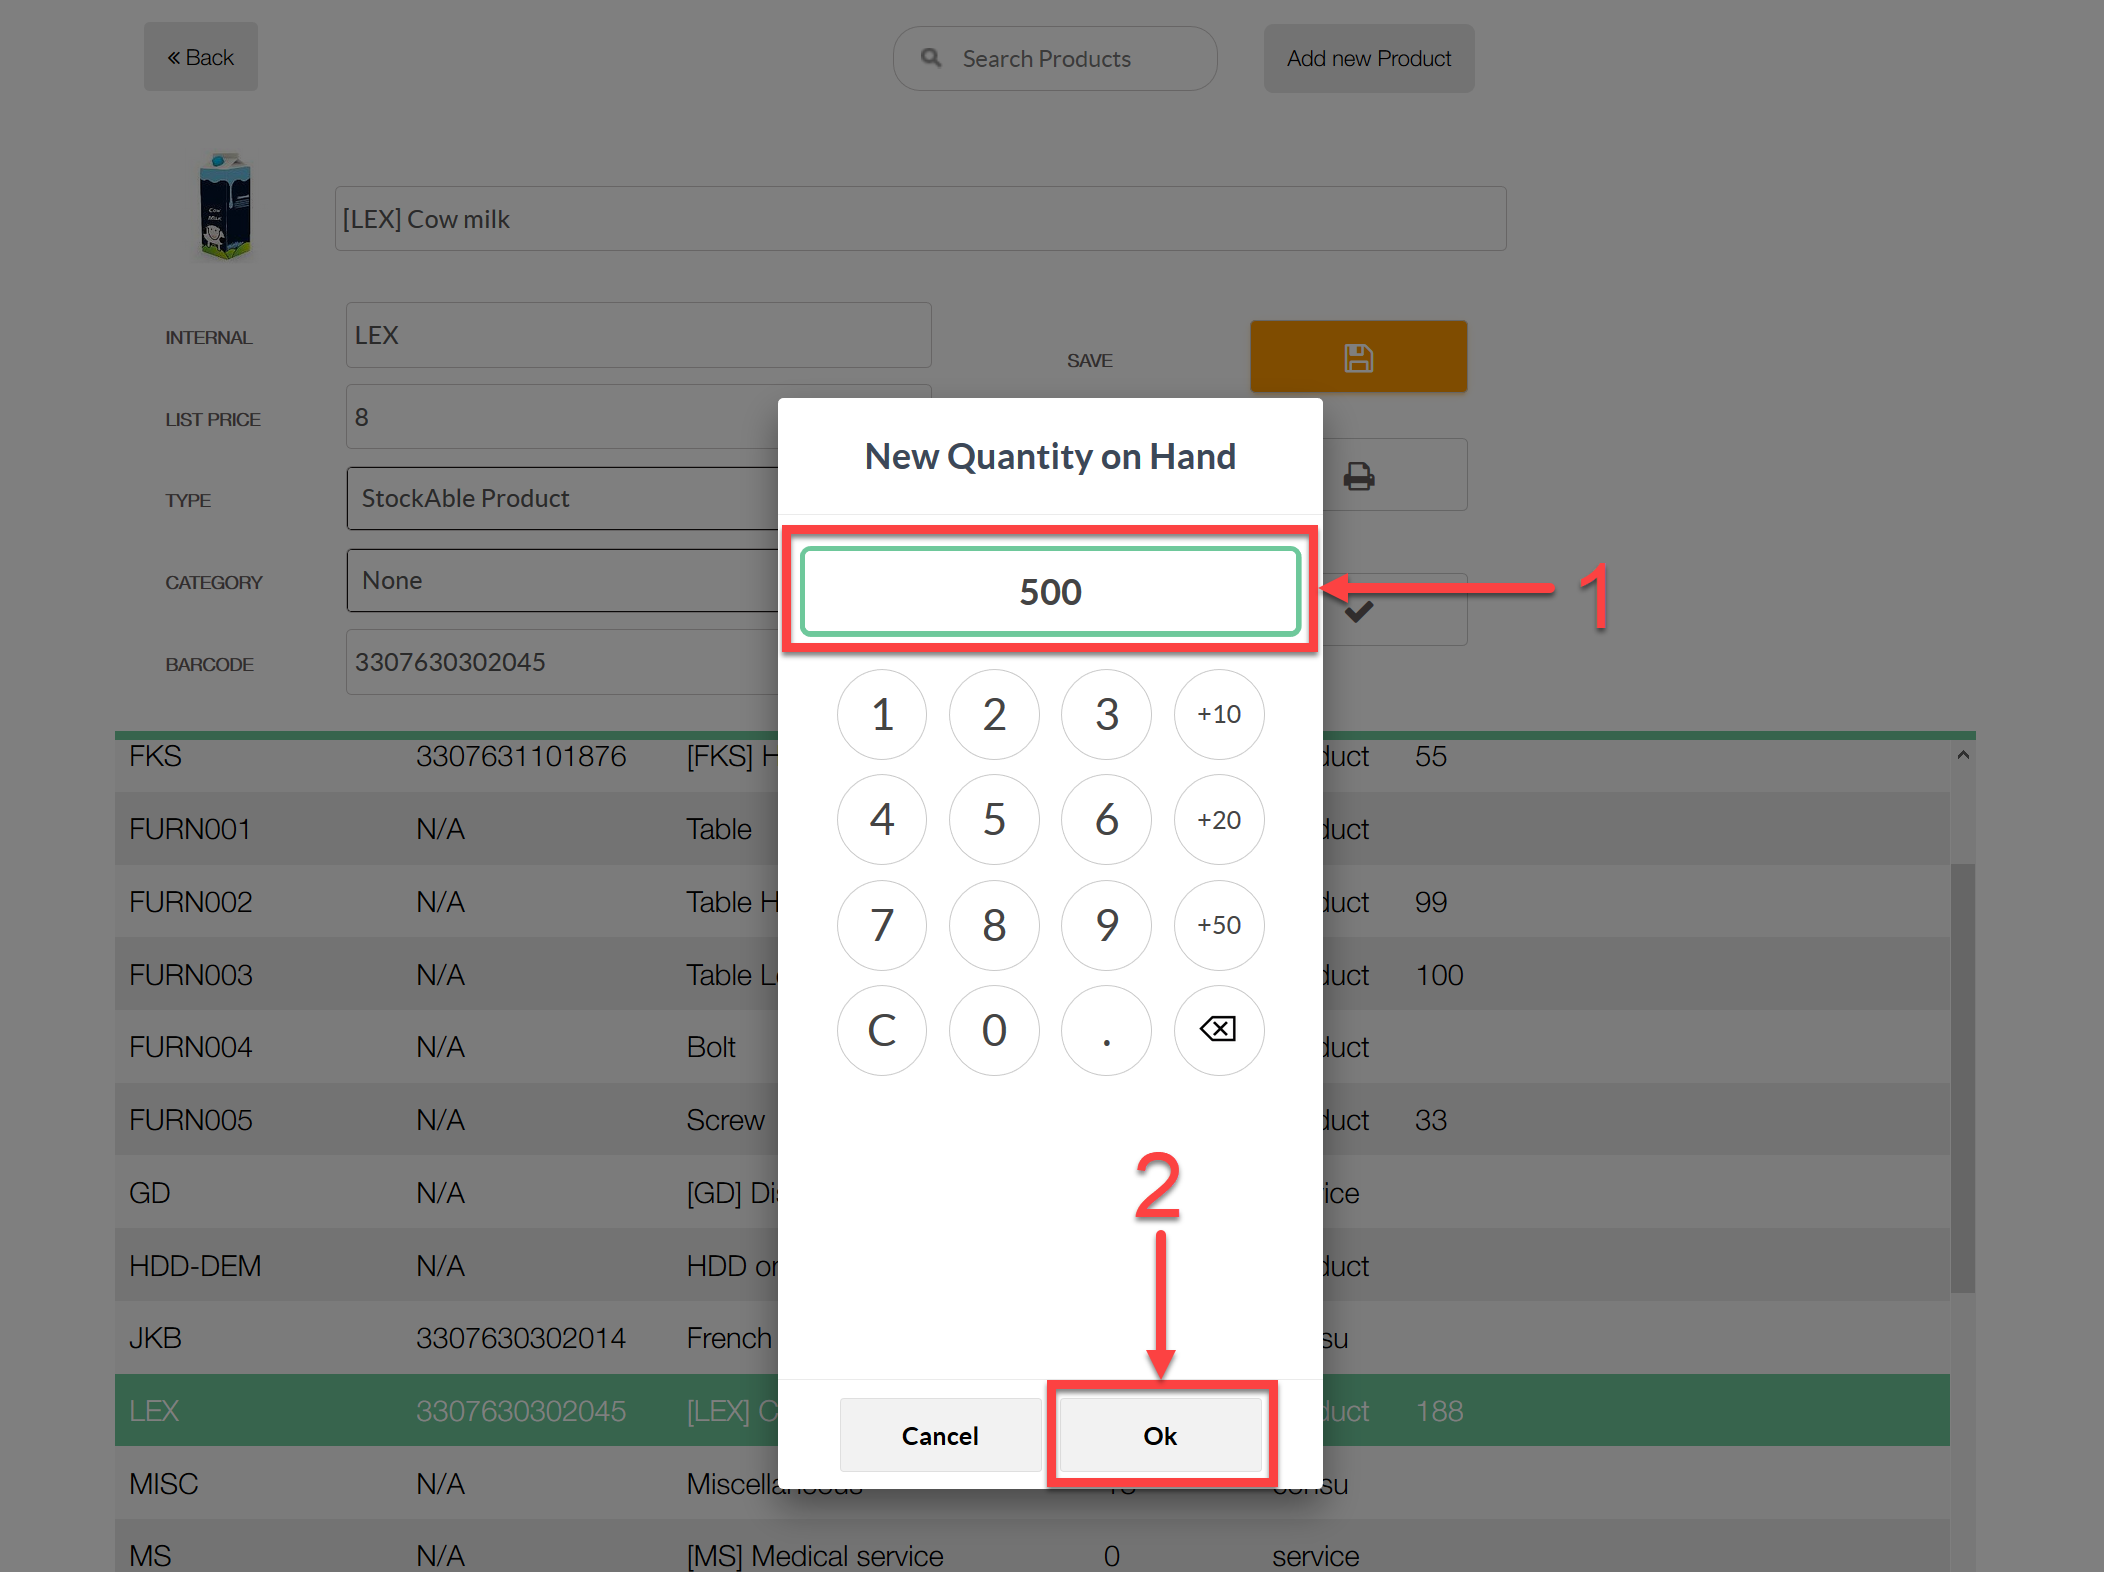 « Back
Search Products
Add new Product
Cow
Milk
[LEX] Cow milk
INTERNAL LEX
SAVE
LIST PRICE 8
TYPE StockAble Product
CATEGORY None
BARCODE 3307630302045
New Quantity on Hand
500
1
1 2 3 +10
4 5 6 +20
7 8 9 +50
C 0 .
2
Cancel Ok
FKS 3307631101876 [FKS] H duct 55
FURN001 N/A Table duct
FURN002 N/A Table H duct 99
FURN003 N/A Table L duct 100
FURN004 N/A Bolt duct
FURN005 N/A Screw duct 33
GD N/A [GD] Di ice
HDD-DEM N/A HDD or duct
JKB 3307630302014 French su
LEX 3307630302045 [LEX] C duct 188
MISC N/A Miscellaneous consu
MS N/A [MS] Medical service 0 service